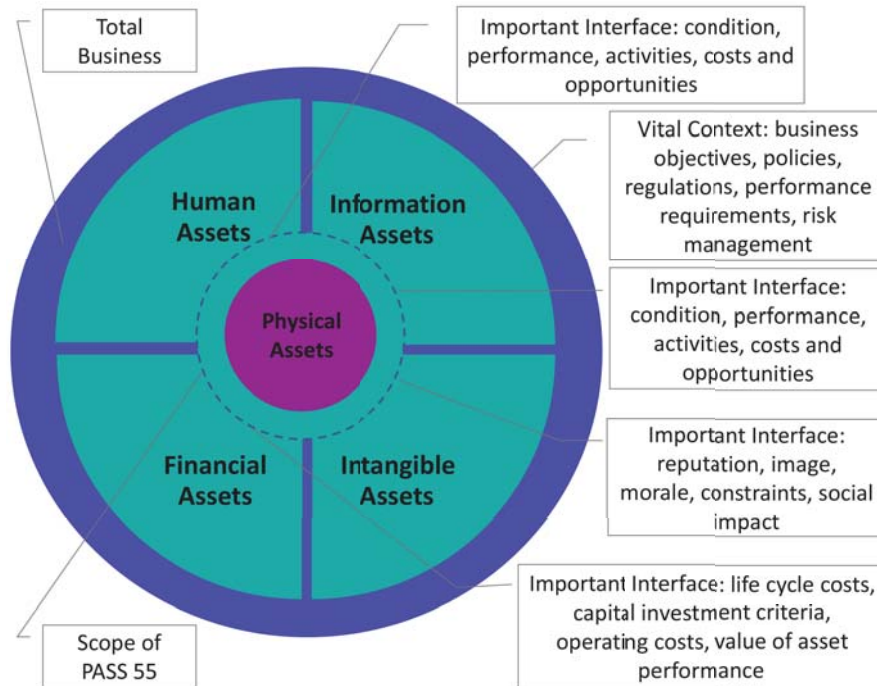 Total
Business
Important Interface: condition,
performance, activities, costs and
opportunities
Vital Context: business
objectives, policies,
regulations, performance
requirements, risk
management
Human
Assets
Information
Assets
Important Interface:
condition, performance,
activities, costs and
opportunities
Physical
Assets
Important Interface:
reputation, image,
morale, constraints, social
impact
Financial
Assets
Intangible
Assets
Important Interface: life cycle costs,
capital investment criteria,
operating costs, value of asset
performance
Scope of
PASS 55